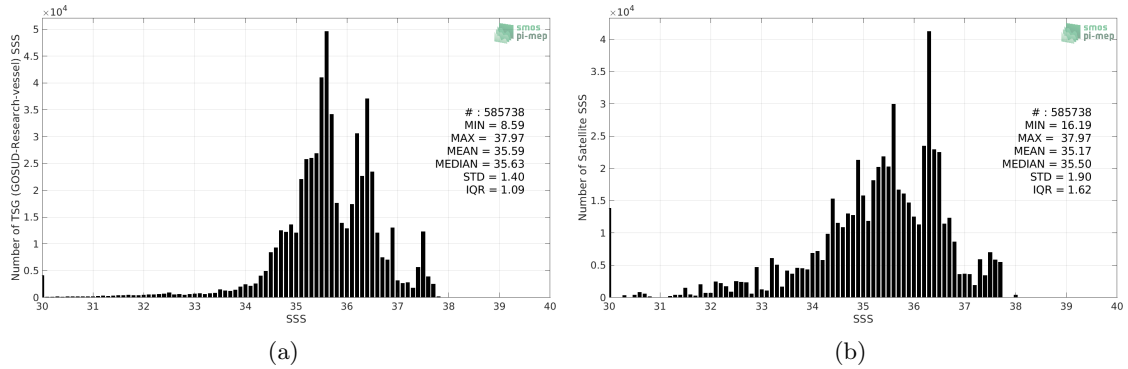 ×10⁴
5
4.5
4
3.5
3
2.5
2
1.5
1
0.5
0
30 31 32 33 34 35 36 37 38 39 40
SSS
Number of TSG (GOSUD-Research-vessel) SSS
smos
pi-mep
# : 585738
MIN = 8.59
MAX = 37.97
MEAN = 35.59
MEDIAN = 35.63
STD = 1.40
IQR = 1.09
(a)
×10⁴
4
3.5
3
2.5
2
1.5
1
0.5
0
30 31 32 33 34 35 36 37 38 39 40
SSS
Number of Satellite SSS
smos
pi-mep
# : 585738
MIN = 16.19
MAX = 37.97
MEAN = 35.17
MEDIAN = 35.50
STD = 1.90
IQR = 1.62
(b)